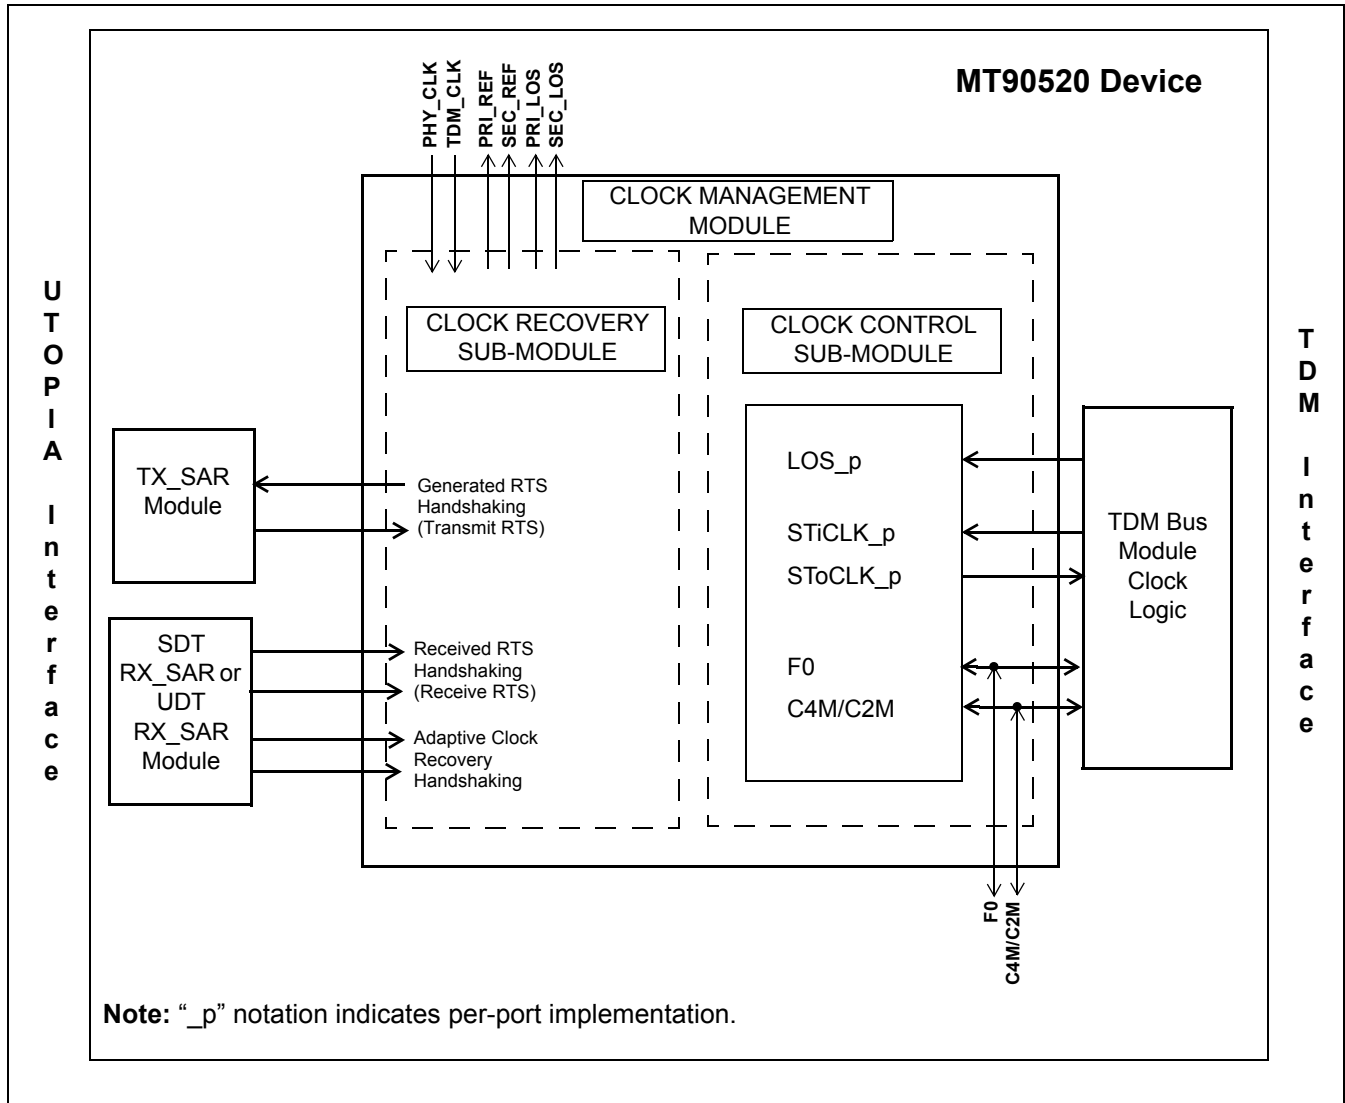 MT90520 Device
PHY_CLK
TDM_CLK
PRI_REF
SEC_REF
PRI_LOS
SEC_LOS
CLOCK MANAGEMENT
MODULE
UTOPIA Interface
CLOCK RECOVERY
SUB-MODULE
CLOCK CONTROL
SUB-MODULE
TDM Interface
TX_SAR
Module
Generated RTS
Handshaking
(Transmit RTS)
SDT
RX_SAR or
UDT
RX_SAR
Module
Received RTS
Handshaking
(Receive RTS)
Adaptive Clock
Recovery
Handshaking
LOS_p
STiCLK_p
SToCLK_p
F0
C4M/C2M
TDM Bus
Module
Clock
Logic
F0
C4M/C2M
Note: “_p” notation indicates per-port implementation.